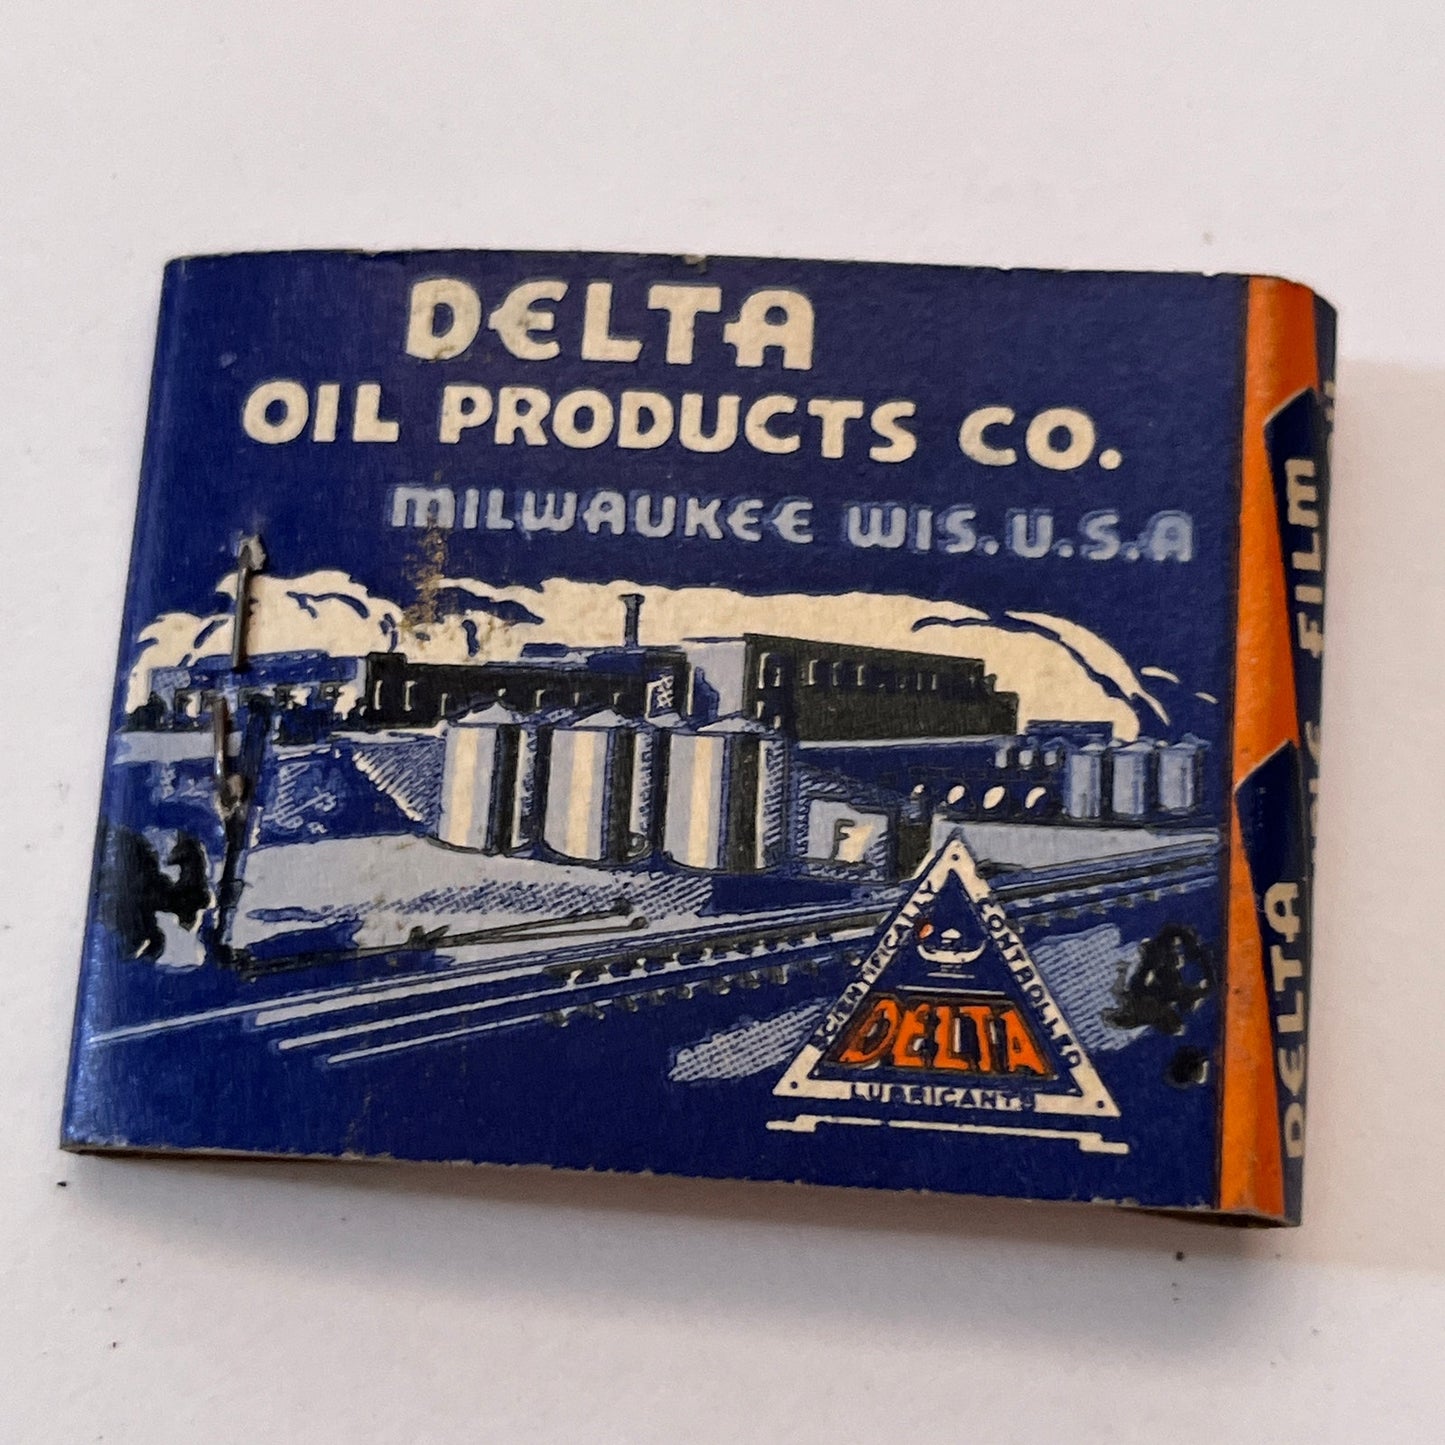 DELTA
OIL PRODUCTS CO.
MILWAUKEE WIS. U.S.A
SCIENTIFICALLY CONTROLLED
DELTA
LUBRICANTS
DELTA FILM